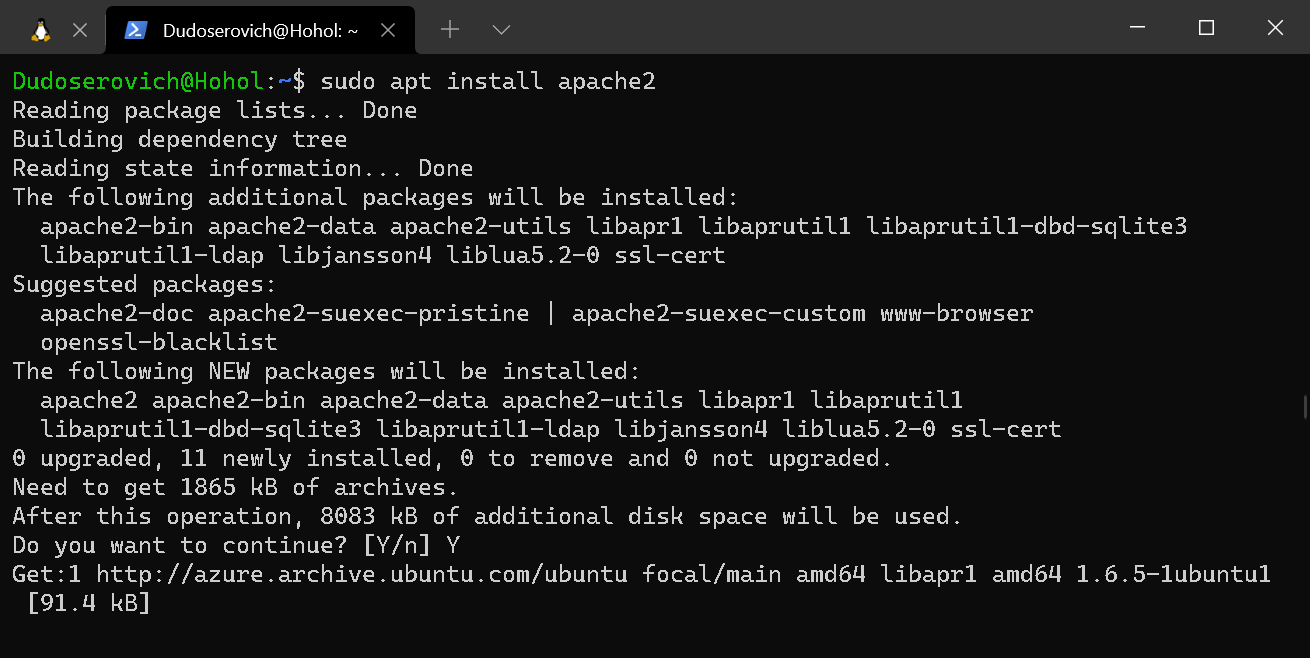 Dudoserovich@Hohol: ~
Dudoserovich@Hohol:~$ sudo apt install apache2
Reading package lists... Done
Building dependency tree
Reading state information... Done
The following additional packages will be installed:
  apache2-bin apache2-data apache2-utils libapr1 libaprutil1 libaprutil1-dbd-sqlite3
  libaprutil1-ldap libjansson4 liblua5.2-0 ssl-cert
Suggested packages:
  apache2-doc apache2-suexec-pristine | apache2-suexec-custom www-browser
  openssl-blacklist
The following NEW packages will be installed:
  apache2 apache2-bin apache2-data apache2-utils libapr1 libaprutil1
  libaprutil1-dbd-sqlite3 libaprutil1-ldap libjansson4 liblua5.2-0 ssl-cert
0 upgraded, 11 newly installed, 0 to remove and 0 not upgraded.
Need to get 1865 kB of archives.
After this operation, 8083 kB of additional disk space will be used.
Do you want to continue? [Y/n] Y
Get:1 http://azure.archive.ubuntu.com/ubuntu focal/main amd64 libapr1 amd64 1.6.5-1ubuntu1
 [91.4 kB]